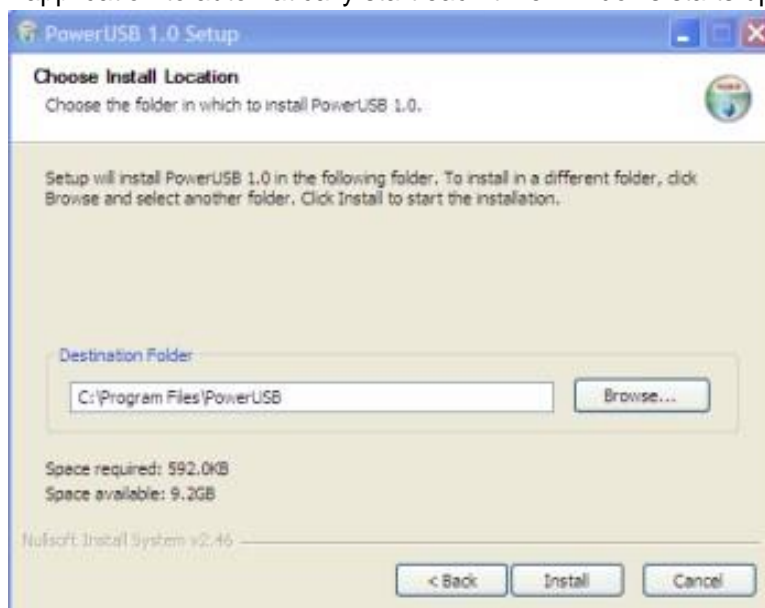 PowerUSB 1.0 Setup
Choose Install Location
Choose the folder in which to install PowerUSB 1.0.
Setup will install PowerUSB 1.0 in the following folder. To install in a different folder, click
Browse and select another folder. Click Install to start the installation.
Destination Folder
C:\Program Files\PowerUSB
Browse...
Space required: 592.0KB
Space available: 9.2GB
Nullsoft Install System v2.46
< Back
Install
Cancel